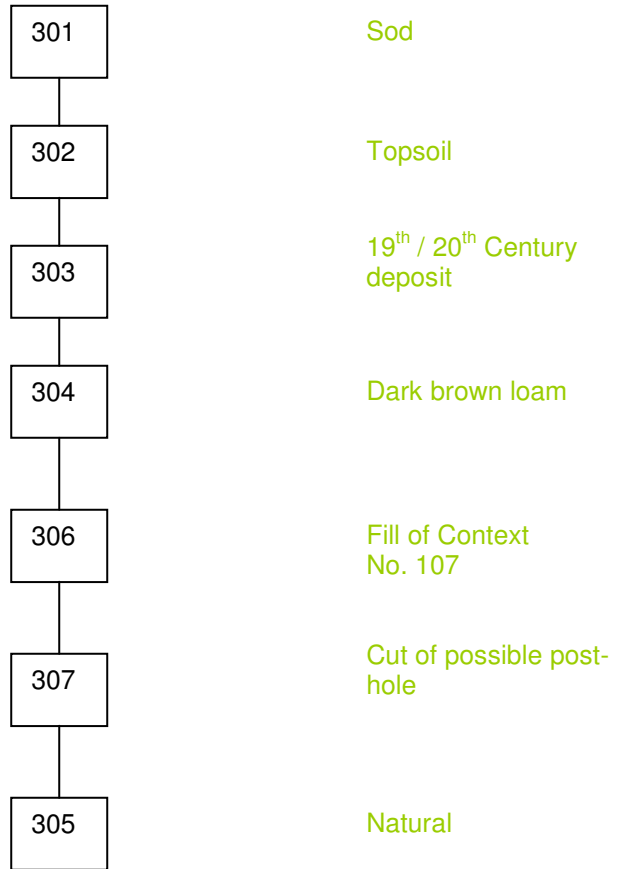 301 Sod
302 Topsoil
303 19th / 20th Century
deposit
304 Dark brown loam
306 Fill of Context
No. 107
307 Cut of possible post-
hole
305 Natural